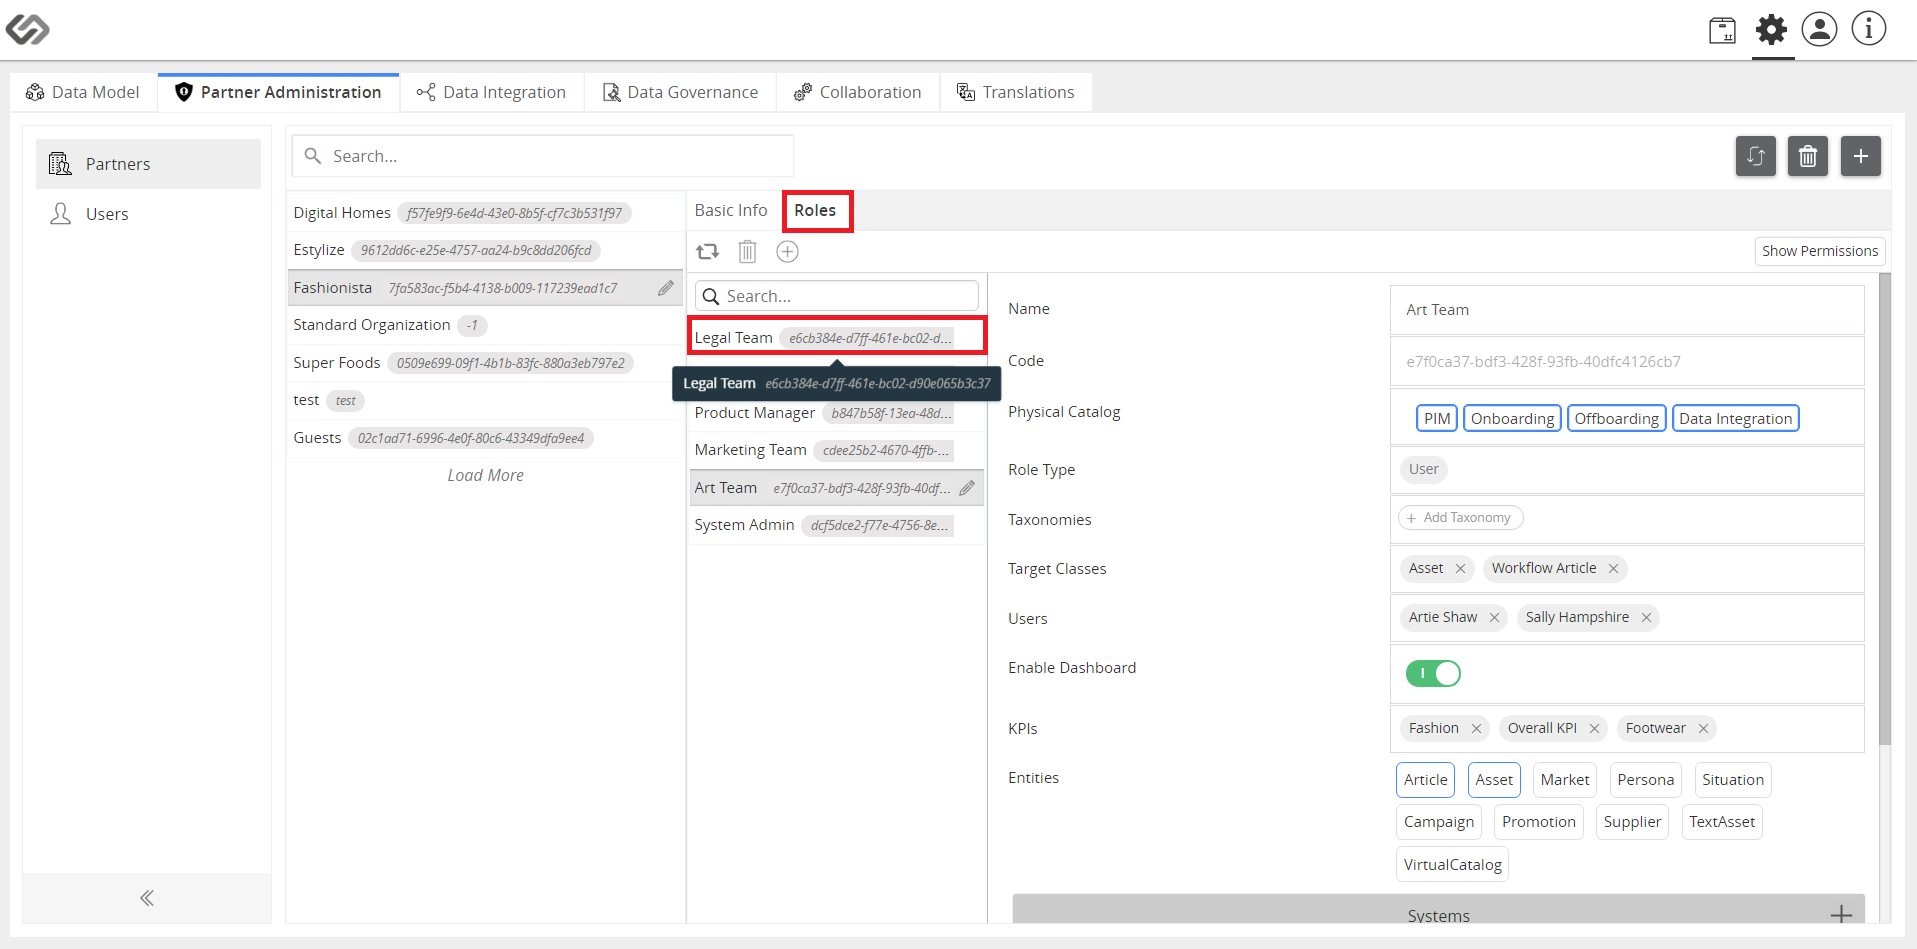 Data Model
Partner Administration
Data Integration
Data Governance
Collaboration
Translations
Partners
Users
Search...
Digital Homes f57fe9f9-6e4d-43e0-8b5f-cf7c3b531f97
Estylize 9612dd6c-e25e-4757-aa24-b9c8dd206fcd
Fashionista 7fa583ac-f5b4-4138-b009-117239ead1c7
Standard Organization -1
Super Foods 0509e699-09f1-4b1b-83fc-880a3eb797e2
test test
Guests 02c1ad71-6996-4e0f-80c6-43349dfa9ee4
Load More
Basic Info
Roles
Show Permissions
Search...
Legal Team e6cb384e-d7ff-461e-bc02-d...
Legal Team e6cb384e-d7ff-461e-bc02-d90e065b3c37
Product Manager b847b58f-13ea-48d...
Marketing Team cdee25b2-4670-4ffb-...
Art Team e7f0ca37-bdf3-428f-93fb-40df...
System Admin dcf5dce2-f77e-4756-8e...
Name
Art Team
Code
e7f0ca37-bdf3-428f-93fb-40dfc4126cb7
Physical Catalog
PIM Onboarding Offboarding Data Integration
Role Type
User
Taxonomies
+ Add Taxonomy
Target Classes
Asset × Workflow Article ×
Users
Artie Shaw × Sally Hampshire ×
Enable Dashboard
KPIs
Fashion × Overall KPI × Footwear ×
Entities
Article Asset Market Persona Situation
Campaign Promotion Supplier TextAsset
VirtualCatalog
Systems